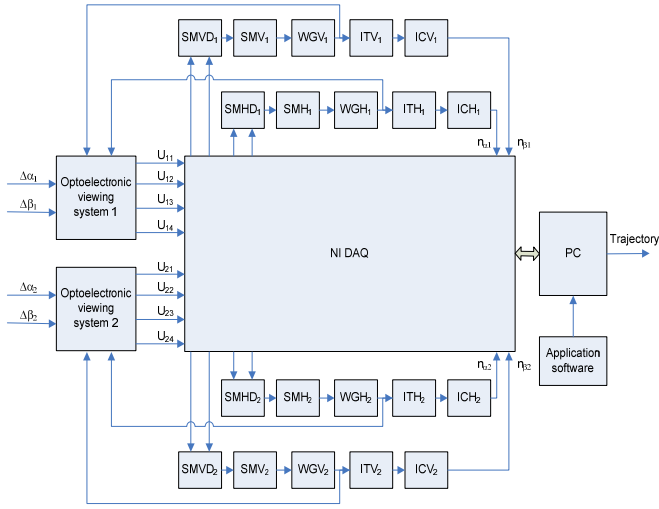 SMVD₁ SMV₁ WGV₁ ITV₁ ICV₁
SMHD₁ SMH₁ WGH₁ ITH₁ ICH₁
nα1 nβ1
Δα₁
Δβ₁
Optoelectronic
viewing
system 1
U₁₁
U₁₂
U₁₃
U₁₄
NI DAQ
PC
Trajectory
Δα₂
Δβ₂
Optoelectronic
viewing
system 2
U₂₁
U₂₂
U₂₃
U₂₄
Application
software
nα2 nβ2
SMHD₂ SMH₂ WGH₂ ITH₂ ICH₂
SMVD₂ SMV₂ WGV₂ ITV₂ ICV₂